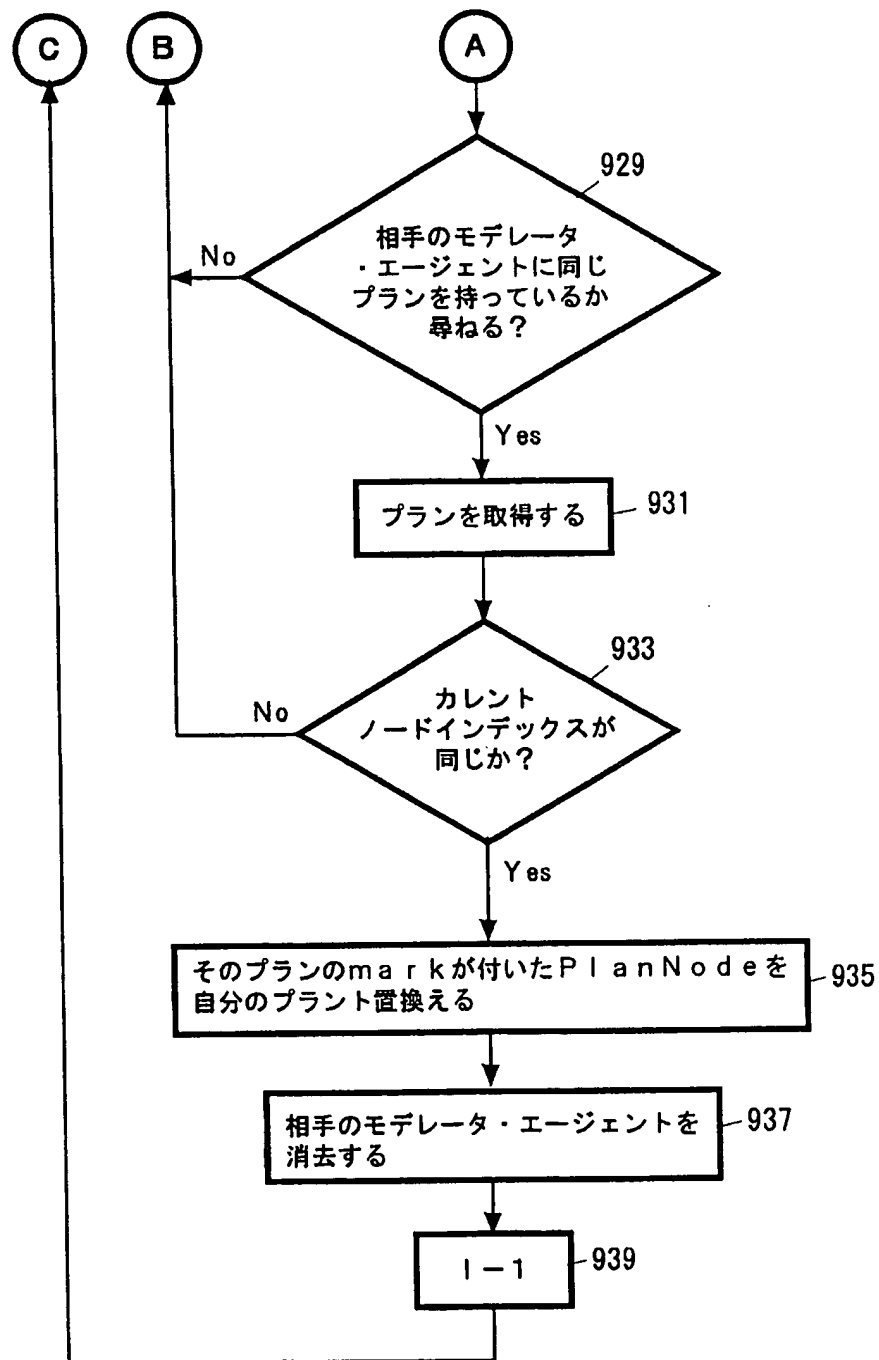 C
B
A
929
相手のモデレータ
・エージェントに同じ
プランを持っているか
尋ねる？
No
Yes
プランを取得する
931
933
カレント
ノードインデックスが
同じか？
No
Yes
そのプランのｍａｒｋが付いたＰｌａｎＮｏｄｅを
自分のプラント置換える
935
相手のモデレータ・エージェントを
消去する
937
Ｉ－１
939